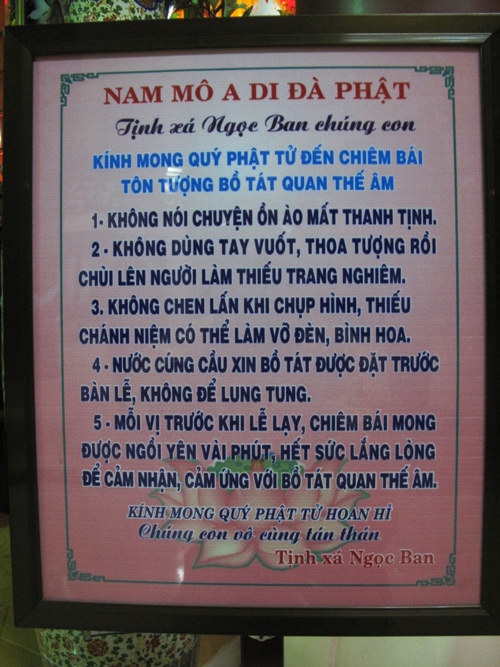 NAM MÔ A DI ĐÀ PHẬT
Tịnh xá Ngọc Ban chúng con
KÍNH MONG QUÝ PHẬT TỬ ĐẾN CHIÊM BÁI
TÔN TƯỢNG BỒ TÁT QUAN THẾ ÂM
1- KHÔNG NÓI CHUYỆN ỒN ÀO MẤT THANH TỊNH.
2 - KHÔNG DÙNG TAY VUỐT, THOA TƯỢNG RỒI
CHÙI LÊN NGƯỜI LÀM THIẾU TRANG NGHIÊM.
3. KHÔNG CHEN LẤN KHI CHỤP HÌNH, THIẾU
CHÁNH NIỆM CÓ THỂ LÀM VỠ ĐÈN, BÌNH HOA.
4 - NƯỚC CÚNG CẦU XIN BỒ TÁT ĐƯỢC ĐẶT TRƯỚC
BÀN LỄ, KHÔNG ĐỂ LUNG TUNG.
5 - MỖI VỊ TRƯỚC KHI LỄ LẠY, CHIÊM BÁI MONG
ĐƯỢC NGỒI YÊN VÀI PHÚT, HẾT SỨC LẮNG LÒNG
ĐỂ CẢM NHẬN, CẢM ỨNG VỚI BỒ TÁT QUAN THẾ ÂM.
KÍNH MONG QUÝ PHẬT TỬ HOAN HỈ
Chúng con vô cùng tán thán
Tịnh xá Ngọc Ban